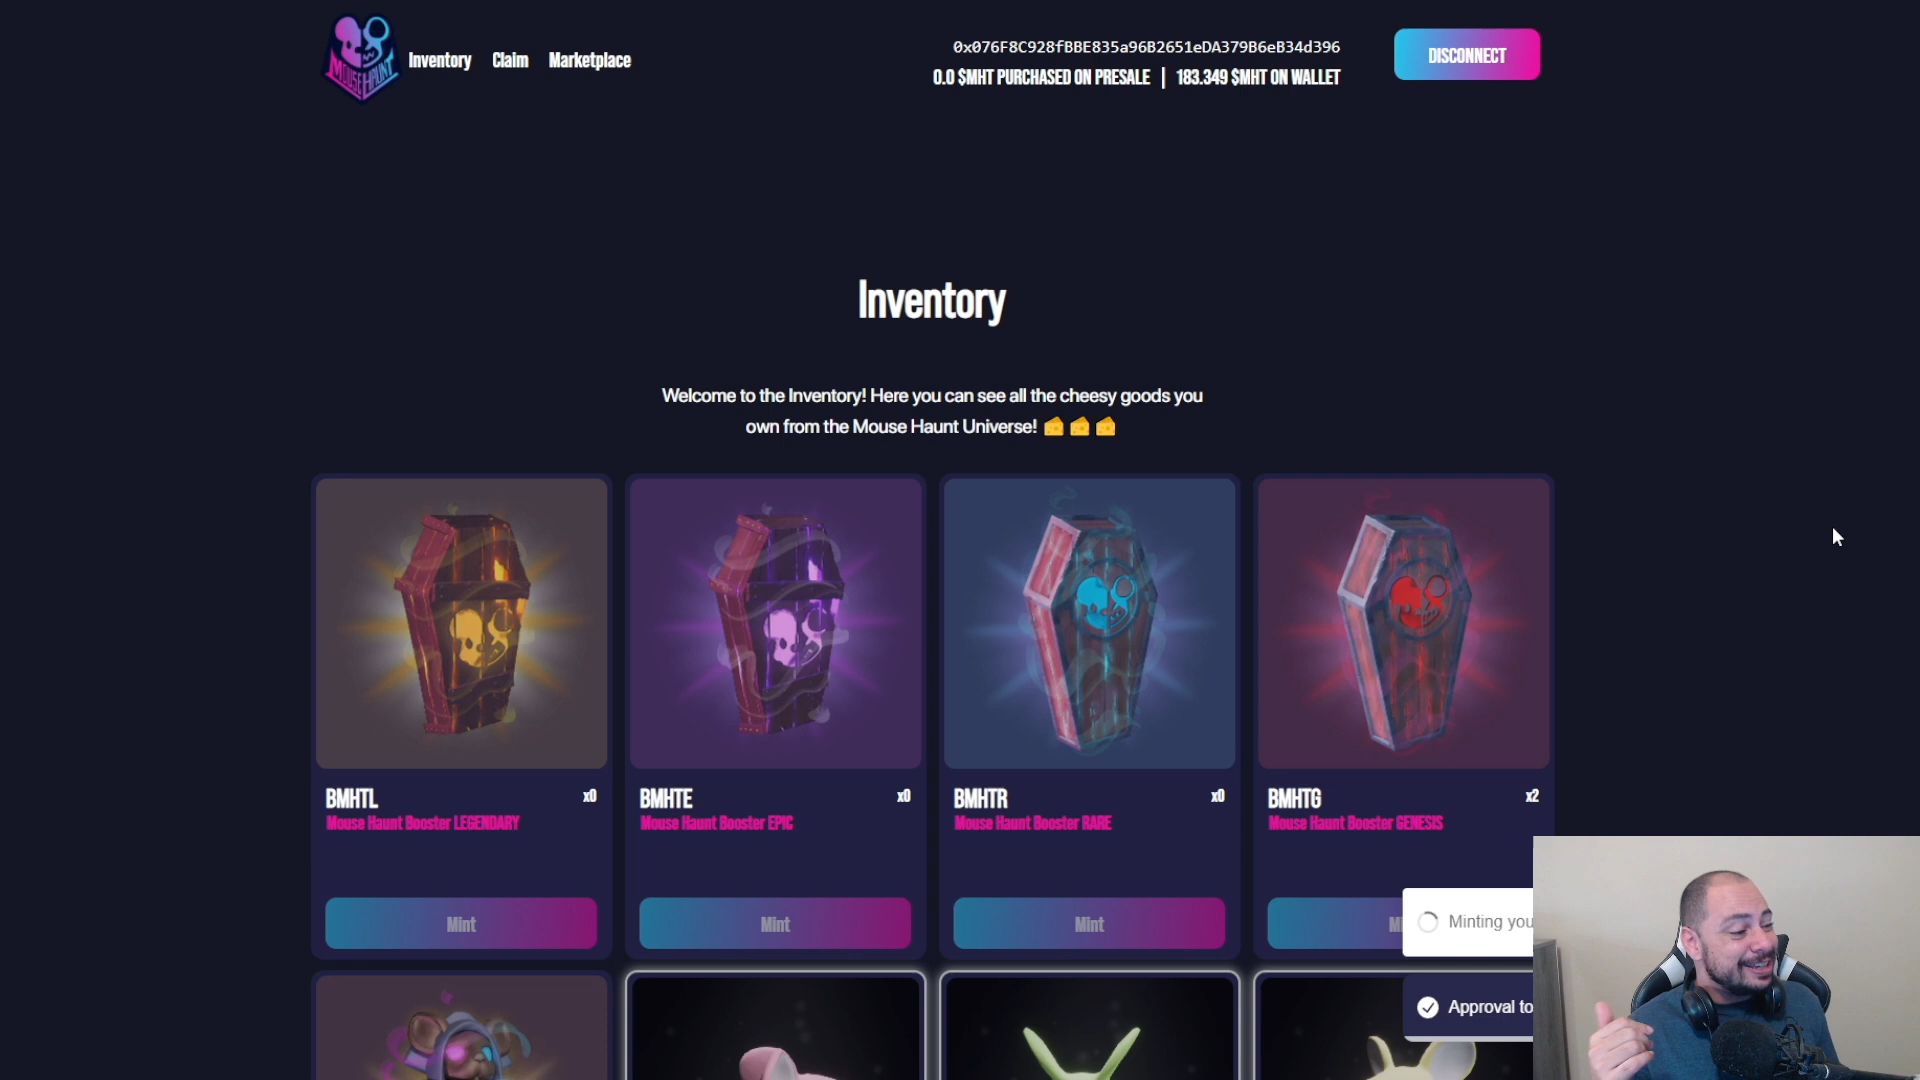 MOUSE HAUNT
Inventory Claim Marketplace
0x076F8C928fBBE835a96B2651eDA379B6eB34d396
0.0 $MHT PURCHASED ON PRESALE | 183.349 $MHT ON WALLET
DISCONNECT
Inventory
Welcome to the Inventory! Here you can see all the cheesy goods you
own from the Mouse Haunt Universe! 🧀 🧀 🧀
BMHTL x0
Mouse Haunt Booster LEGENDARY
BMHTE x0
Mouse Haunt Booster EPIC
BMHTR x0
Mouse Haunt Booster RARE
BMHTG x2
Mouse Haunt Booster GENESIS
Mint
Mint
Mint
Minting you
Approval to